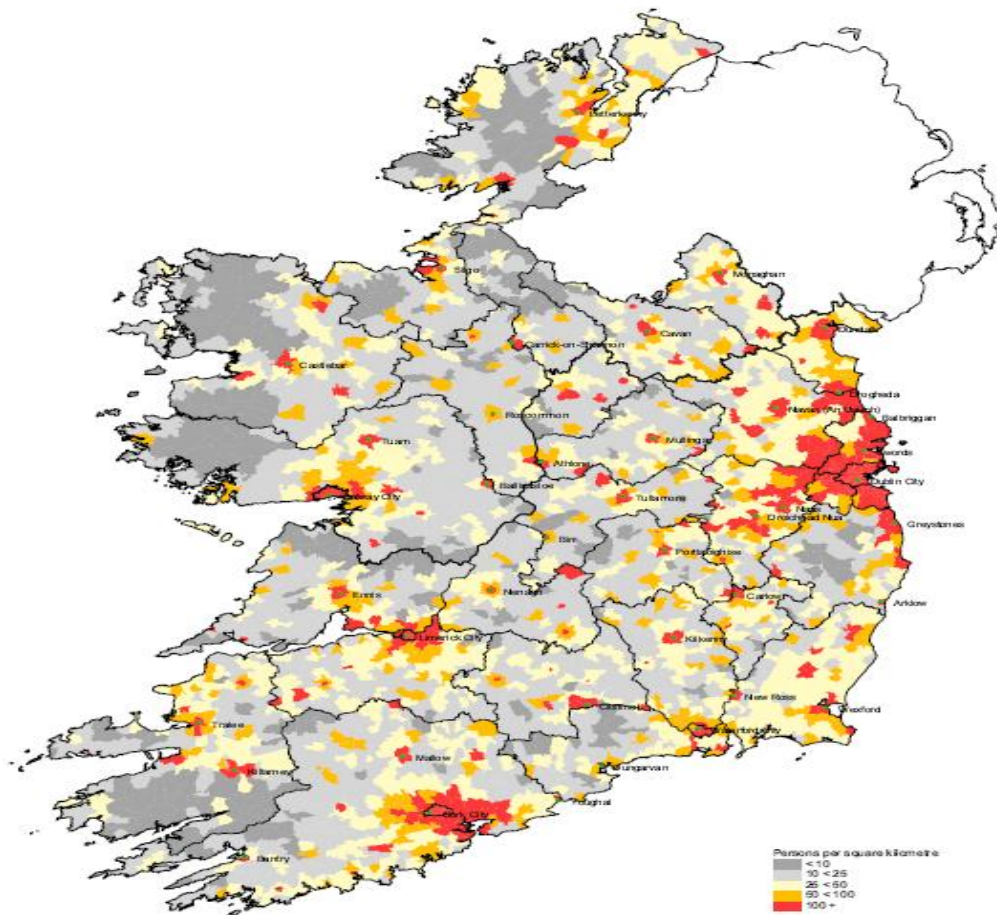 Letterkenny
Monaghan
Sligo
Dundalk
Cavan
Carrick-on-Shannon
Castlebar
Drogheda
Navan (An Uaimh)
Balbriggan
Roscommon
Tuam
Mullingar
Swords
Athlone
Dublin City
Ballinasloe
Galway City
Tullamore
Naas
Droichead Nua
Greystones
Birr
Portlaoighise
Ennis
Nenagh
Carlow
Arklow
Limerick City
Kilkenny
New Ross
Clonmel
Wexford
Tralee
Waterford City
Mallow
Dungarvan
Killarney
Youghal
Cork City
Bantry
Persons per square kilometre
< 10
10 < 25
25 < 50
50 < 100
100 +